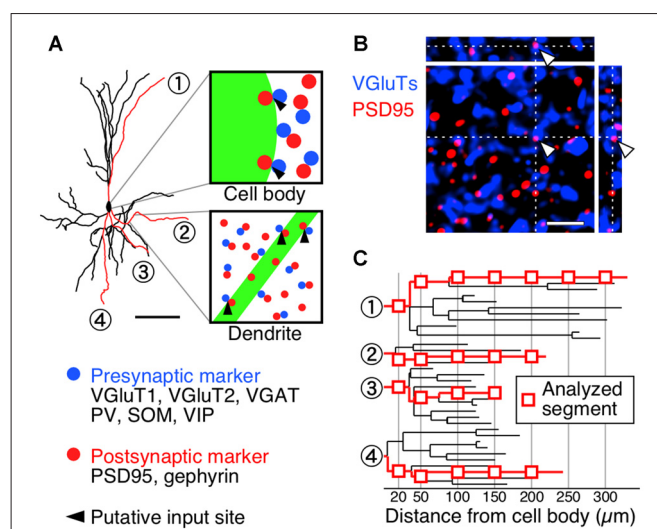 A
①
②
③
④
Cell body
Dendrite
Presynaptic marker
VGluT1, VGluT2, VGAT
PV, SOM, VIP
Postsynaptic marker
PSD95, gephyrin
Putative input site
B
VGluTs
PSD95
C
①
②
③
④
Analyzed
segment
20 50 100 150 200 250 300
Distance from cell body (μm)